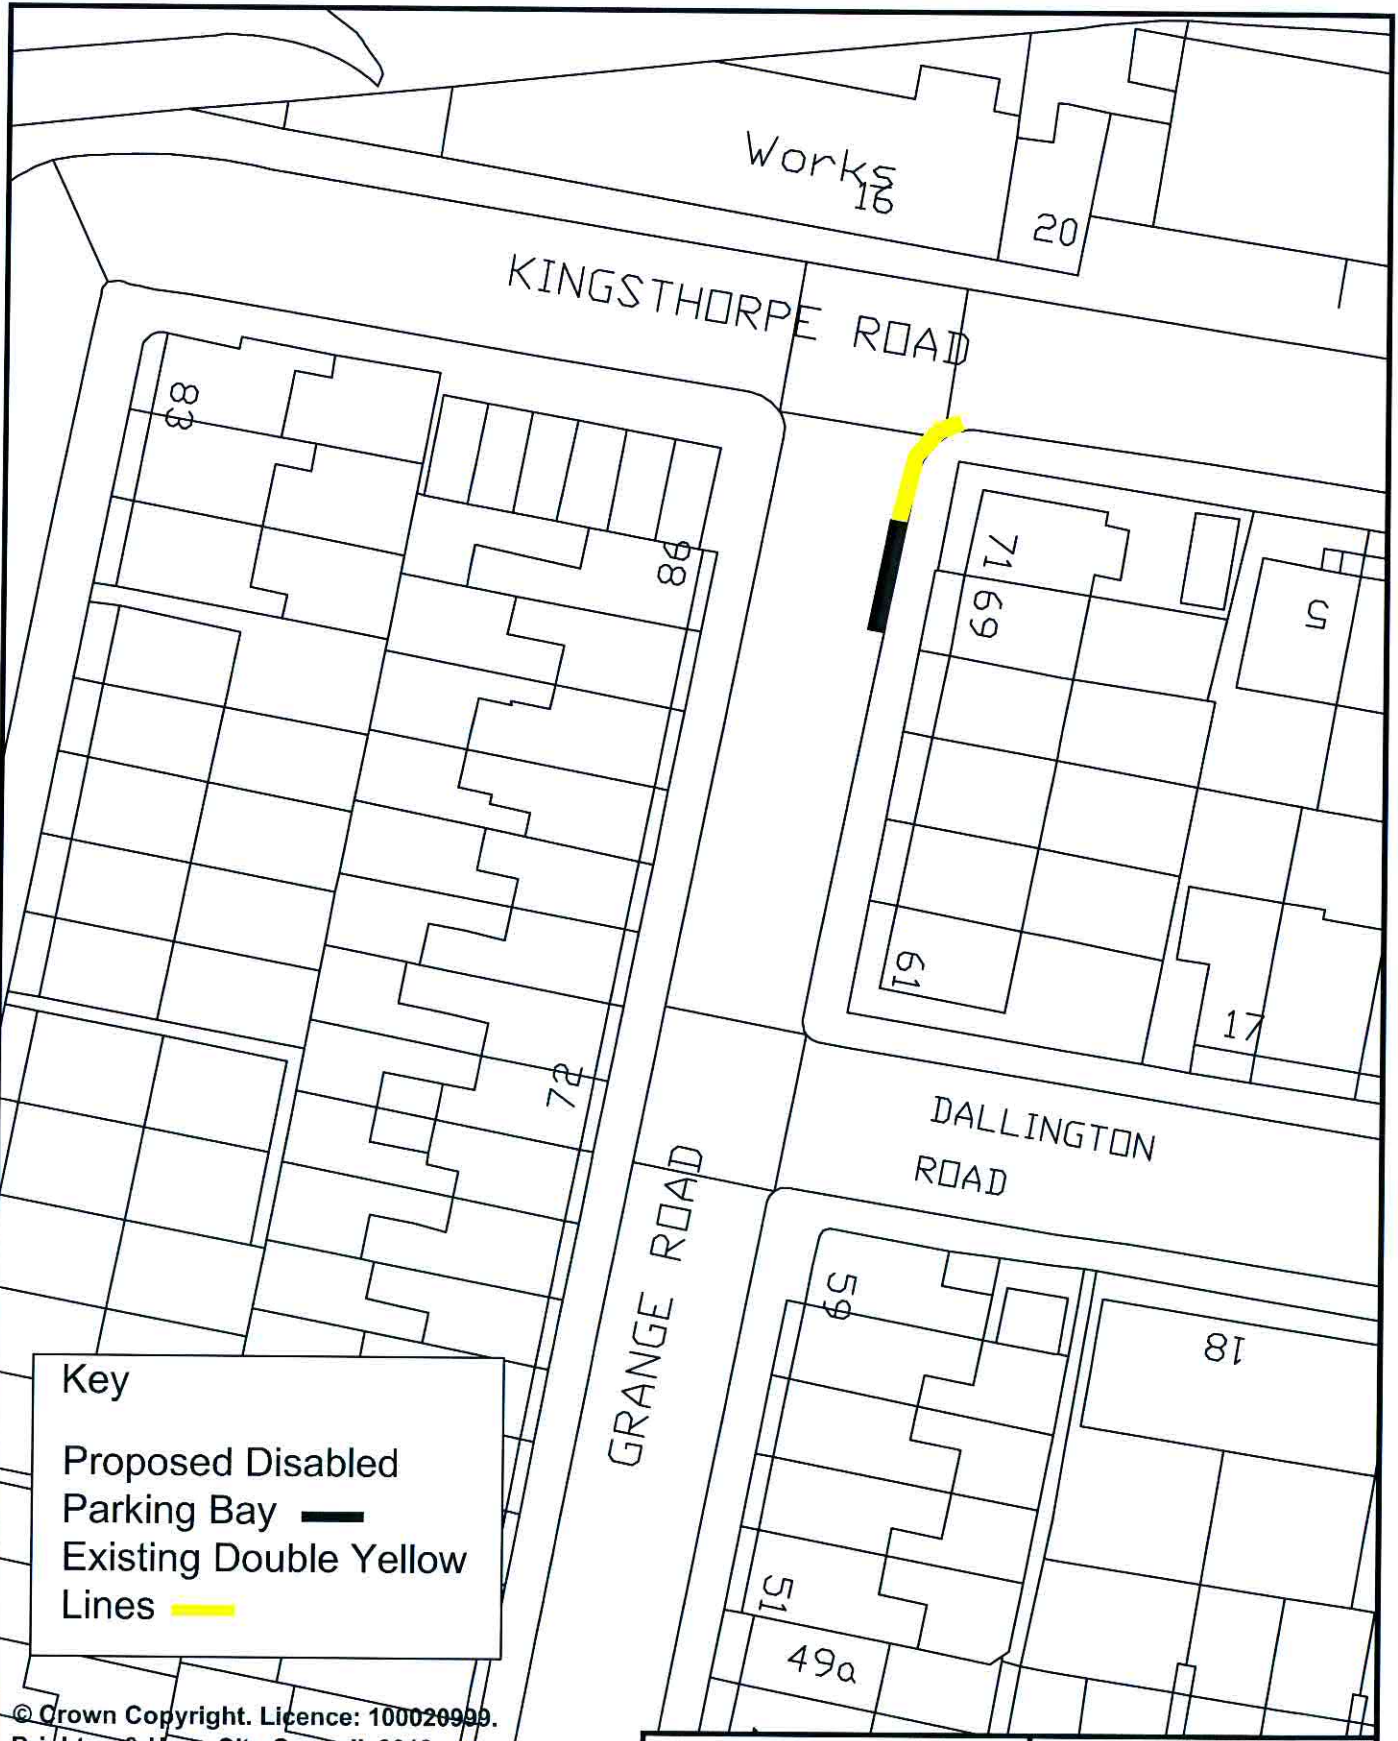 Works
16
20
KINGSTHORPE ROAD
83
86
71
69
5
61
17
72
DALLINGTON
ROAD
GRANGE ROAD
59
18
51
49a
Key
Proposed Disabled
Parking Bay
Existing Double Yellow
Lines
© Crown Copyright. Licence: 100020999.